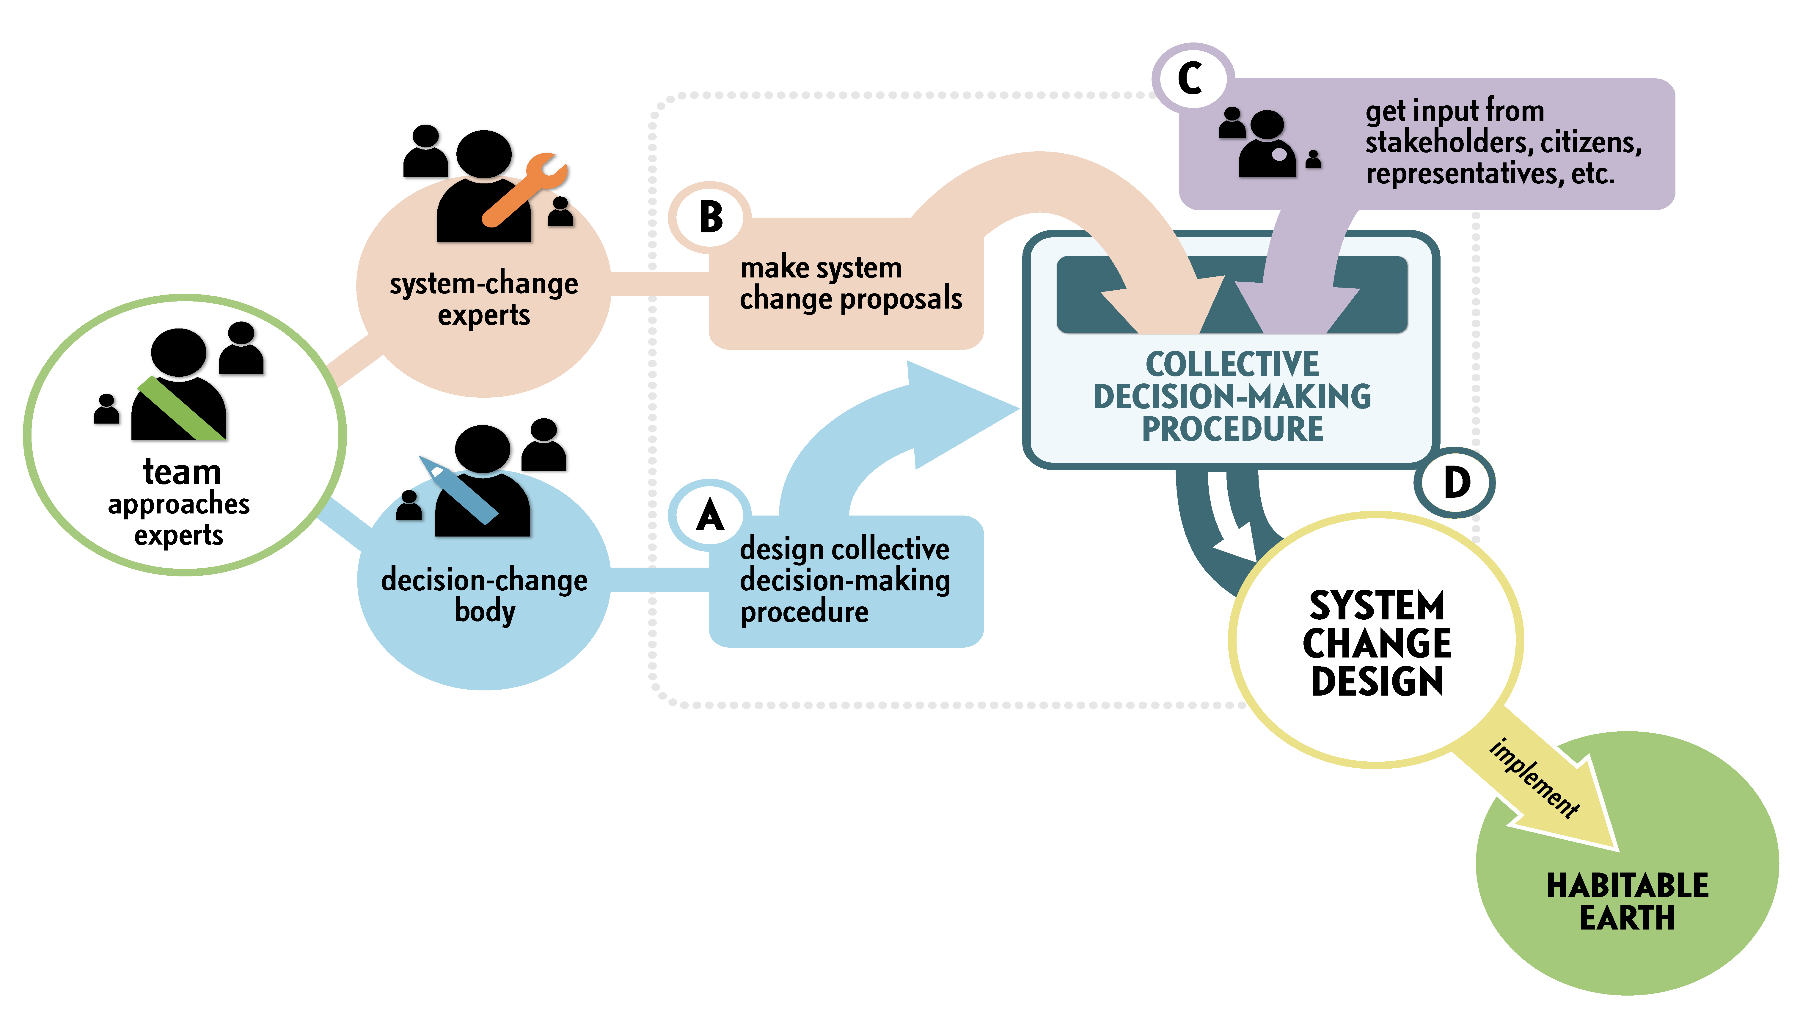 team
approaches
experts
system-change
experts
decision-change
body
A
design collective
decision-making
procedure
B
make system
change proposals
C
get input from
stakeholders, citizens,
representatives, etc.
COLLECTIVE
DECISION-MAKING
PROCEDURE
D
SYSTEM
CHANGE
DESIGN
implement
HABITABLE
EARTH